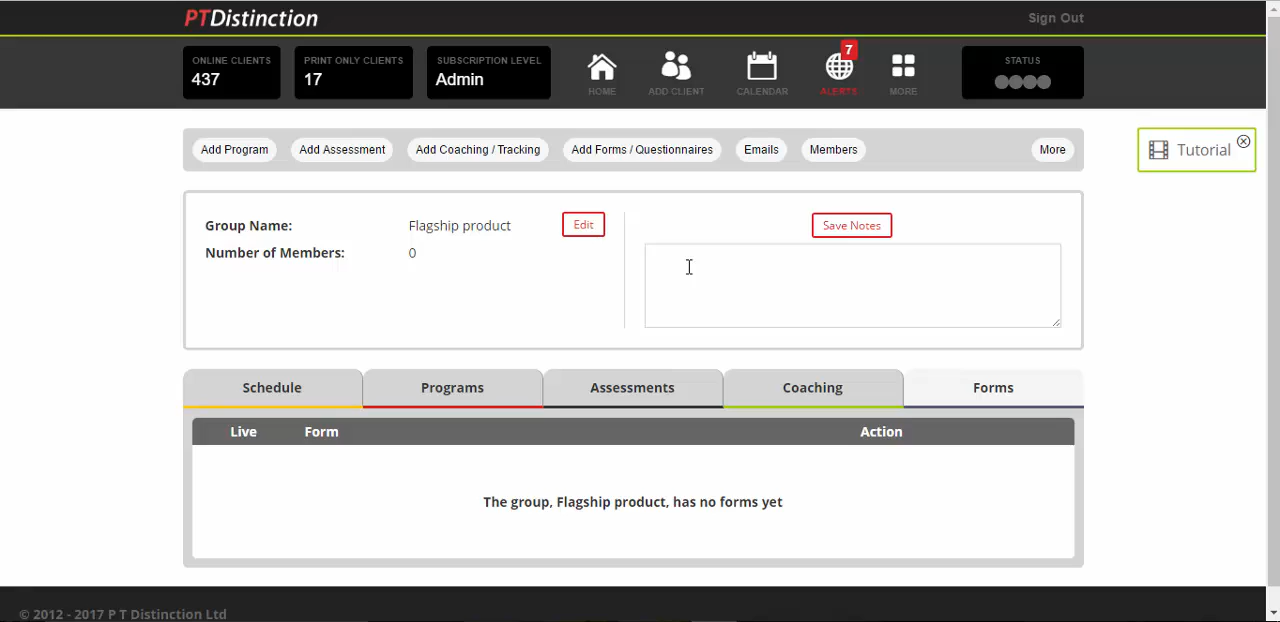 PTDistinction
Sign Out
ONLINE CLIENTS
437
PRINT ONLY CLIENTS
17
SUBSCRIPTION LEVEL
Admin
HOME
ADD CLIENT
CALENDAR
7
ALERTS
MORE
STATUS
Add Program
Add Assessment
Add Coaching / Tracking
Add Forms / Questionnaires
Emails
Members
More
Tutorial
Group Name:
Flagship product
Edit
Save Notes
Number of Members:
0
Schedule
Programs
Assessments
Coaching
Forms
Live
Form
Action
The group, Flagship product, has no forms yet
© 2012 - 2017 P T Distinction Ltd